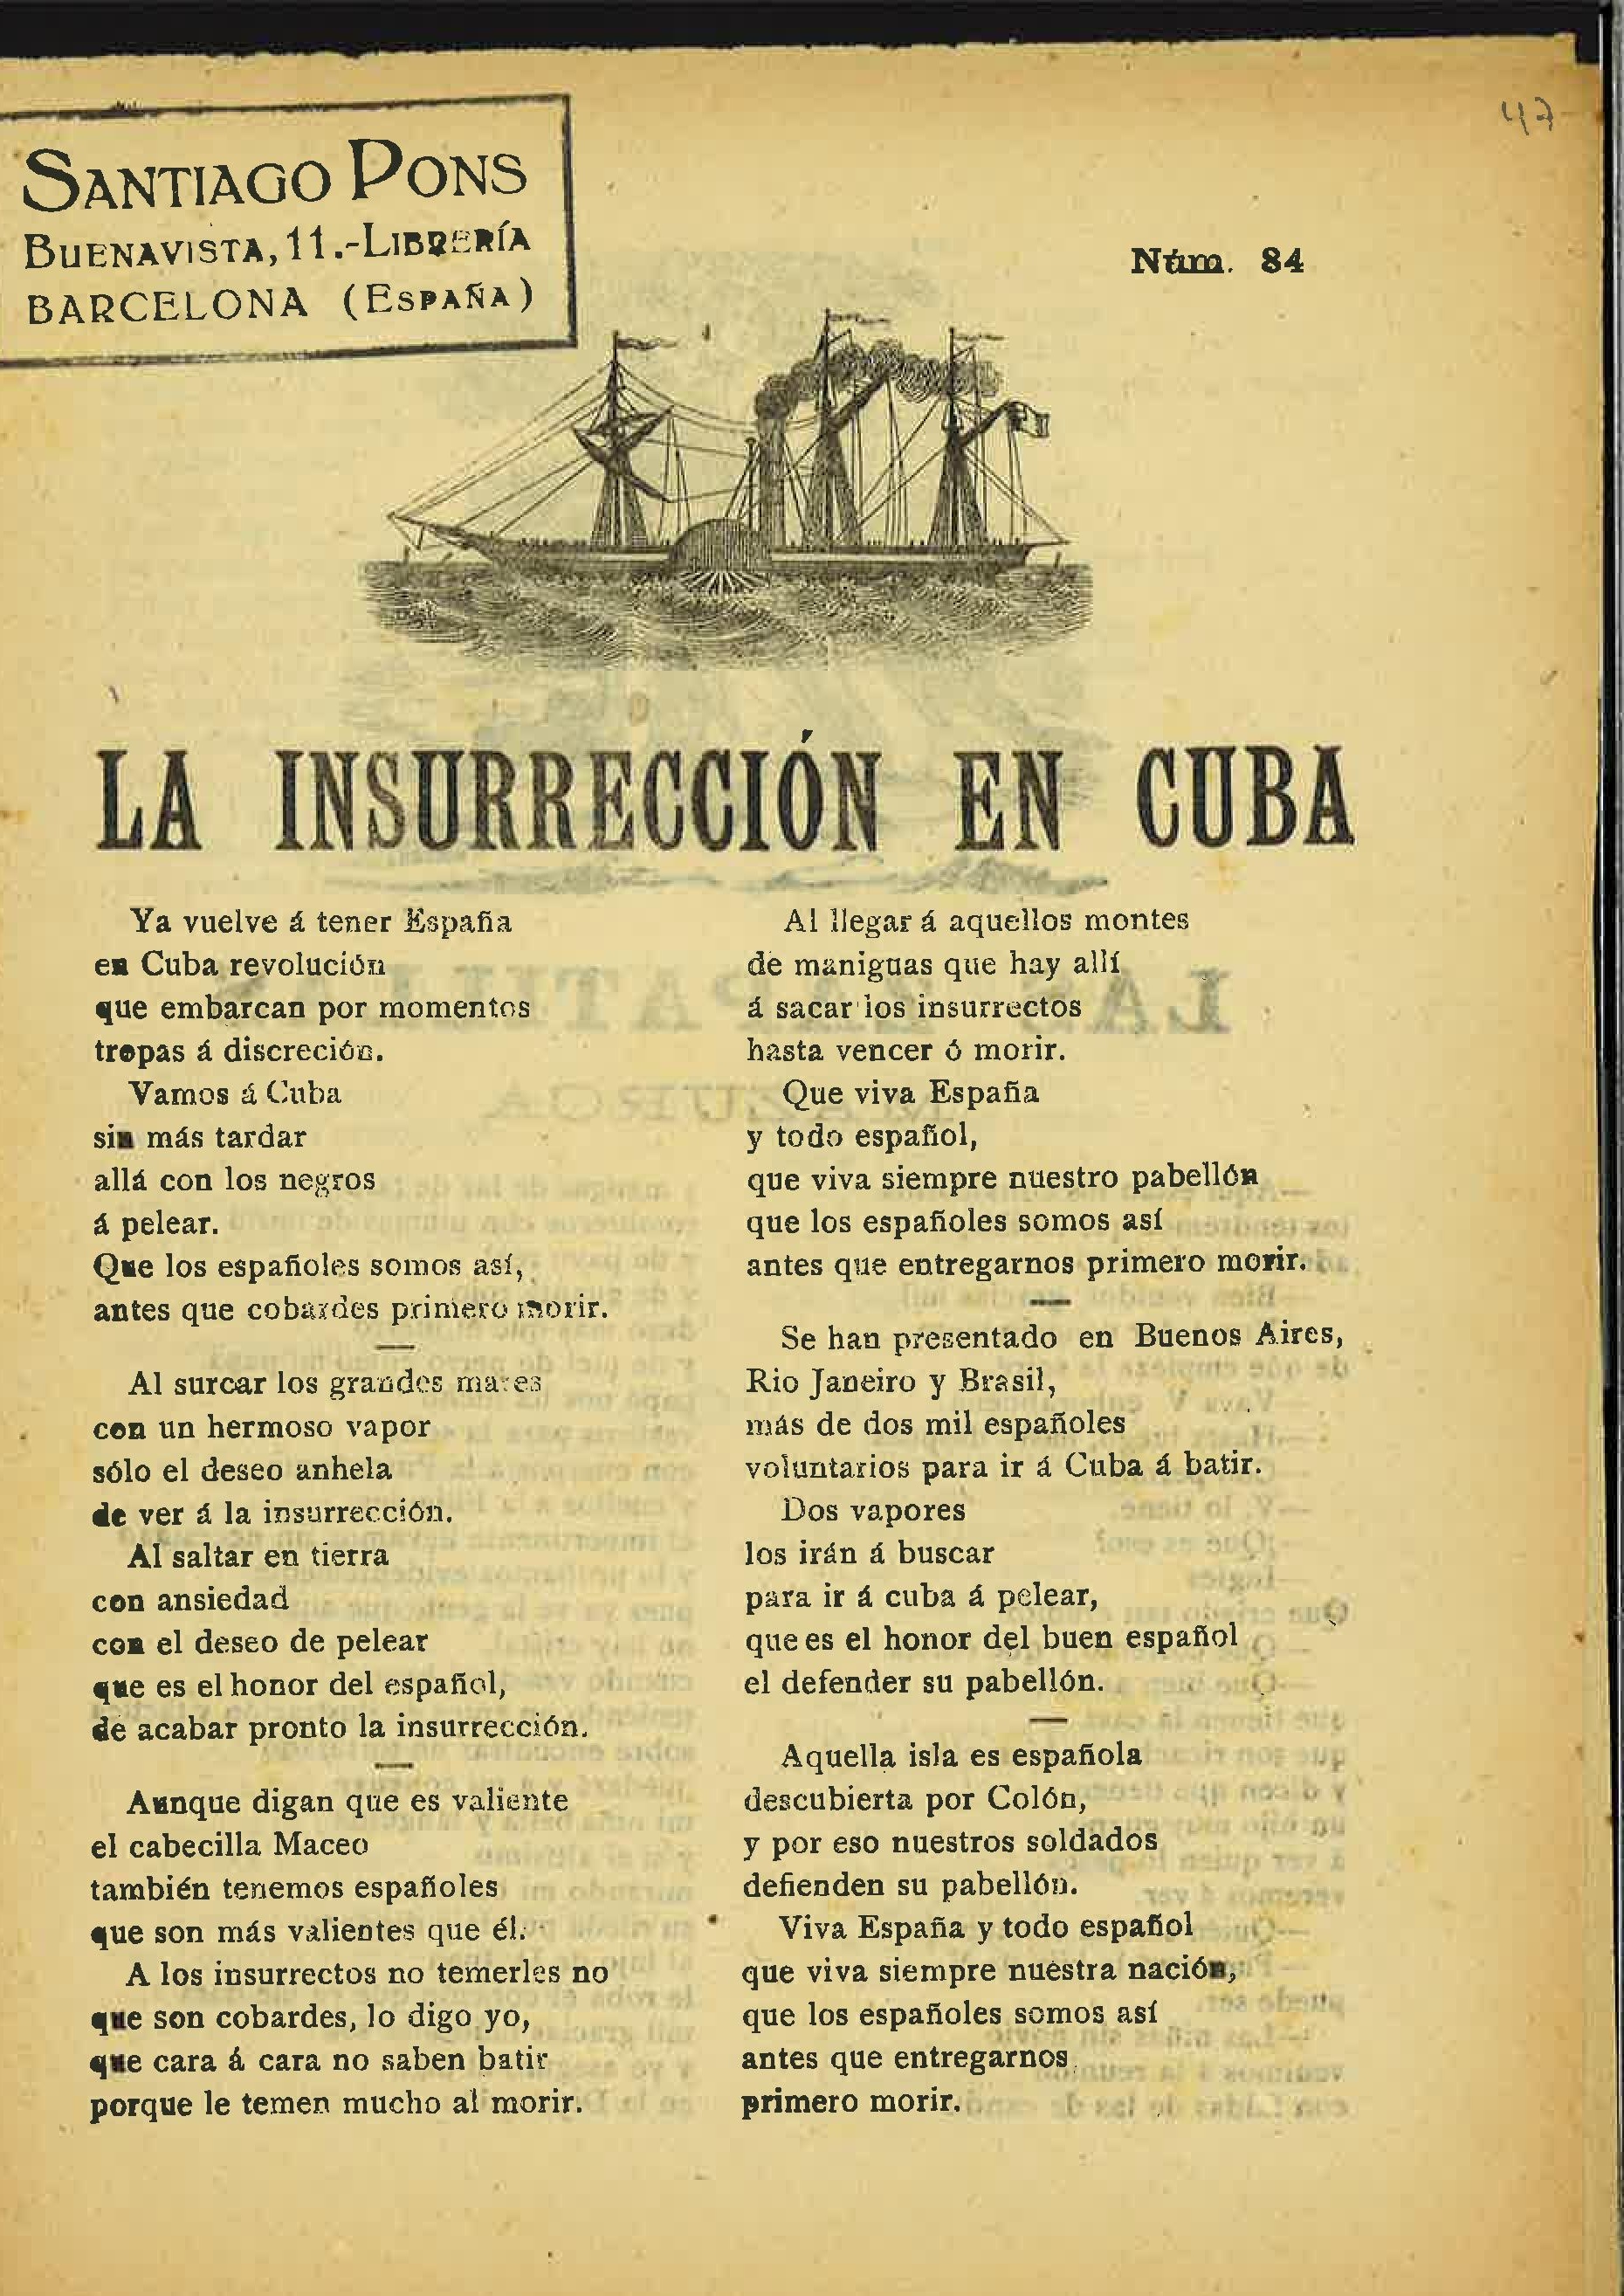 47
SANTIAGO PONS
BUENAVISTA, 11.-LIBRERÍA
BARCELONA (ESPAÑA)
Núm. 84
LA INSURRECCIÓN EN CUBA
Ya vuelve á tener España
en Cuba revolución
que embarcan por momentos
tropas á discreción.
Vamos á Cuba
sin más tardar
allá con los negros
á pelear.
Que los españoles somos así,
antes que cobardes primero morir.
Al surcar los grandes mares
con un hermoso vapor
sólo el deseo anhela
de ver á la insurrección.
Al saltar en tierra
con ansiedad
con el deseo de pelear
que es el honor del español,
de acabar pronto la insurrección.
Aunque digan que es valiente
el cabecilla Maceo
también tenemos españoles
que son más valientes que él.
A los insurrectos no temerles no
que son cobardes, lo digo yo,
que cara á cara no saben batir
porque le temen mucho al morir.
Al llegar á aquellos montes
de maniguas que hay allí
á sacar los insurrectos
hasta vencer ó morir.
Que viva España
y todo español,
que viva siempre nuestro pabellón
que los españoles somos así
antes que entregarnos primero morir.
Se han presentado en Buenos Aires,
Rio Janeiro y Brasil,
más de dos mil españoles
voluntarios para ir á Cuba á batir.
Dos vapores
los irán á buscar
para ir á cuba á pelear,
que es el honor del buen español
el defender su pabellón.
Aquella isla es española
descubierta por Colón,
y por eso nuestros soldados
defienden su pabellón.
Viva España y todo español
que viva siempre nuestra nación,
que los españoles somos así
antes que entregarnos
primero morir.